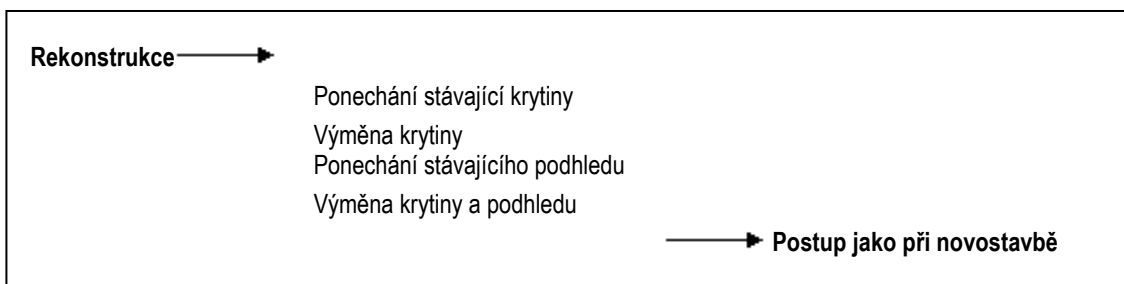 Rekonstrukce
Ponechání stávající krytiny
Výměna krytiny
Ponechání stávajícího podhledu
Výměna krytiny a podhledu
Postup jako při novostavbě